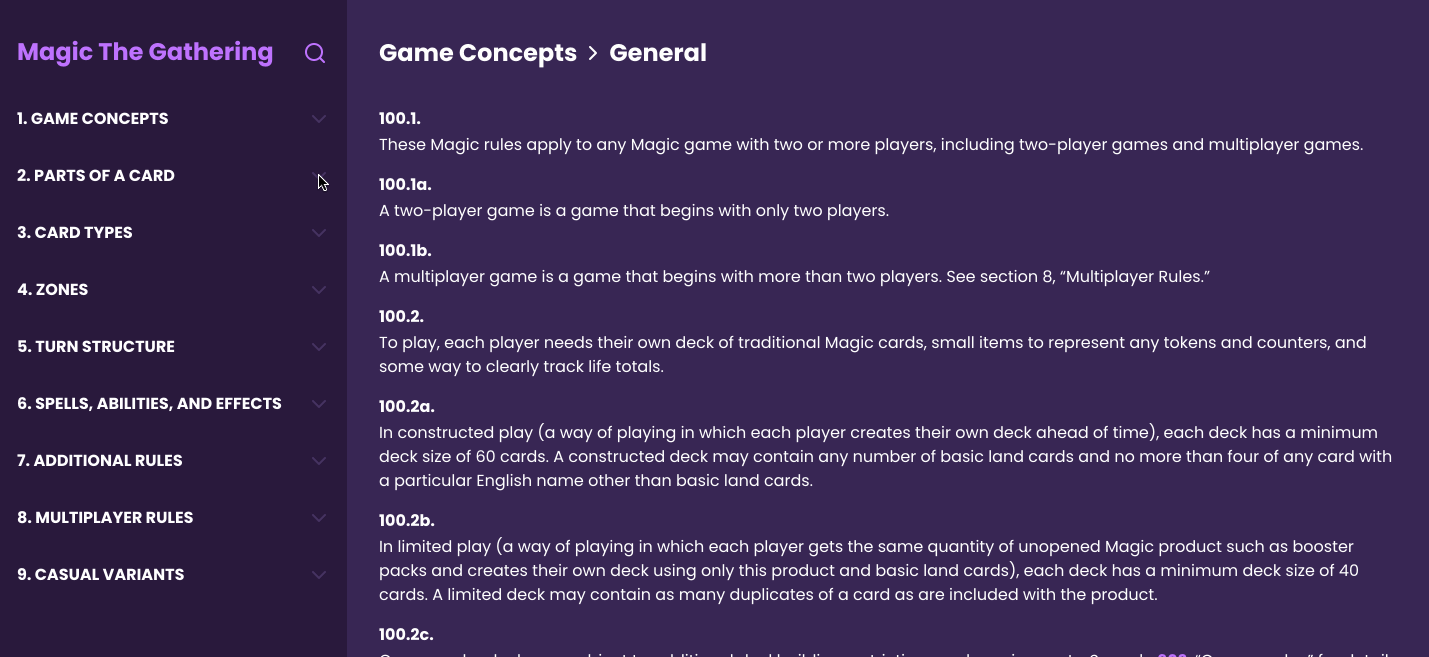 Magic The Gathering
1. GAME CONCEPTS
2. PARTS OF A CARD
3. CARD TYPES
4. ZONES
5. TURN STRUCTURE
6. SPELLS, ABILITIES, AND EFFECTS
7. ADDITIONAL RULES
8. MULTIPLAYER RULES
9. CASUAL VARIANTS
Game Concepts > General
100.1.
These Magic rules apply to any Magic game with two or more players, including two-player games and multiplayer games.
100.1a.
A two-player game is a game that begins with only two players.
100.1b.
A multiplayer game is a game that begins with more than two players. See section 8, “Multiplayer Rules.”
100.2.
To play, each player needs their own deck of traditional Magic cards, small items to represent any tokens and counters, and
some way to clearly track life totals.
100.2a.
In constructed play (a way of playing in which each player creates their own deck ahead of time), each deck has a minimum
deck size of 60 cards. A constructed deck may contain any number of basic land cards and no more than four of any card with
a particular English name other than basic land cards.
100.2b.
In limited play (a way of playing in which each player gets the same quantity of unopened Magic product such as booster
packs and creates their own deck using only this product and basic land cards), each deck has a minimum deck size of 40
cards. A limited deck may contain as many duplicates of a card as are included with the product.
100.2c.